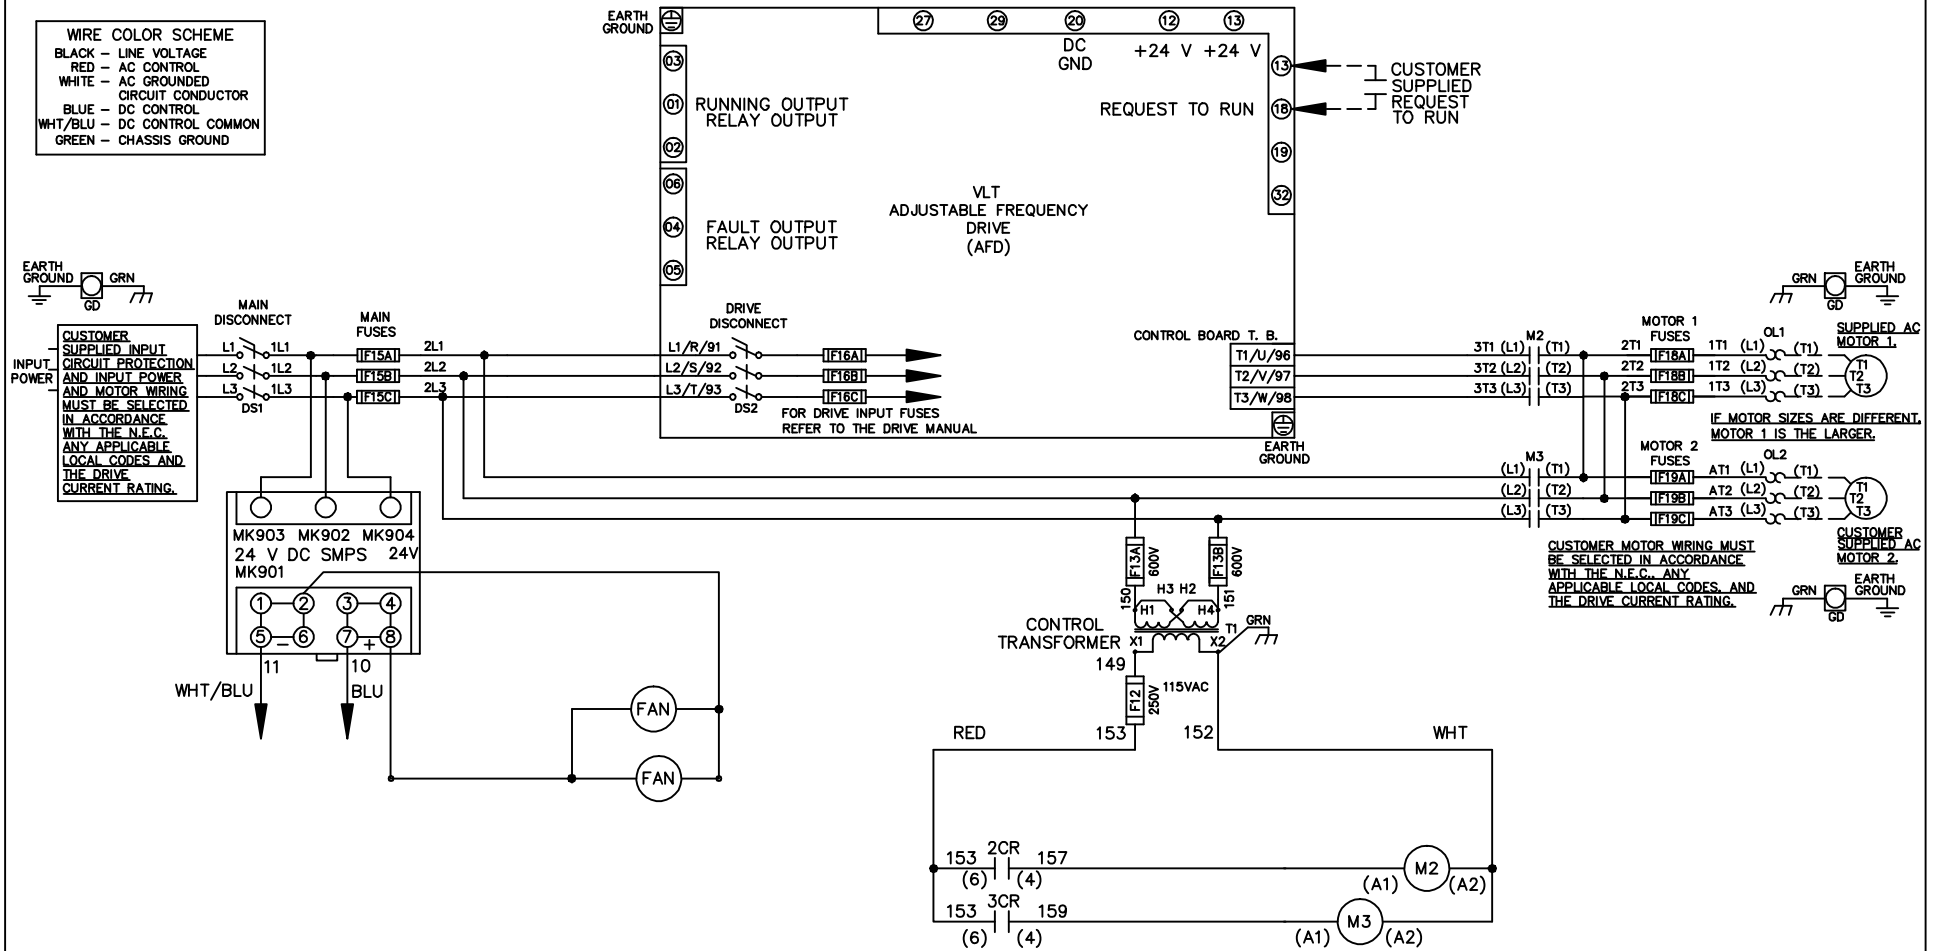 WIRE COLOR SCHEME
BLACK – LINE VOLTAGE
RED – AC CONTROL
WHITE – AC GROUNDED
CIRCUIT CONDUCTOR
BLUE – DC CONTROL
WHT/BLU – DC CONTROL COMMON
GREEN – CHASSIS GROUND
EARTH
GROUND
27
29
20
12
13
DC
GND
+24 V
+24 V
03
01
02
RUNNING OUTPUT
RELAY OUTPUT
06
04
05
FAULT OUTPUT
RELAY OUTPUT
VLT
ADJUSTABLE FREQUENCY
DRIVE
(AFD)
REQUEST TO RUN
13
18
19
32
CUSTOMER
SUPPLIED
REQUEST
TO RUN
EARTH
GROUND
GD
GRN
INPUT
POWER
CUSTOMER
SUPPLIED INPUT
CIRCUIT PROTECTION
AND INPUT POWER
AND MOTOR WIRING
MUST BE SELECTED
IN ACCORDANCE
WITH THE N.E.C.
ANY APPLICABLE
LOCAL CODES AND
THE DRIVE
CURRENT RATING.
MAIN
DISCONNECT
L1
1L1
L2
1L2
L3
1L3
DS1
MAIN
FUSES
F15A
F15B
F15C
2L1
2L2
2L3
DRIVE
DISCONNECT
L1/R/91
L2/S/92
L3/T/93
DS2
F16A
F16B
F16C
FOR DRIVE INPUT FUSES
REFER TO THE DRIVE MANUAL
CONTROL BOARD T. B.
T1/U/96
T2/V/97
T3/W/98
EARTH
GROUND
M2
3T1 (L1) (T1)
3T2 (L2) (T2)
3T3 (L3) (T3)
2T1
2T2
2T3
MOTOR 1
FUSES
F18A
F18B
F18C
1T1 (L1)
1T2 (L2)
1T3 (L3)
OL1
(T1)
(T2)
(T3)
GRN
GD
EARTH
GROUND
SUPPLIED AC
MOTOR 1.
T1
T2
T3
IF MOTOR SIZES ARE DIFFERENT,
MOTOR 1 IS THE LARGER.
M3
(L1) (T1)
(L2) (T2)
(L3) (T3)
MOTOR 2
FUSES
F19A
F19B
F19C
AT1 (L1)
AT2 (L2)
AT3 (L3)
OL2
(T1)
(T2)
(T3)
T1
T2
T3
CUSTOMER
SUPPLIED AC
MOTOR 2.
CUSTOMER MOTOR WIRING MUST
BE SELECTED IN ACCORDANCE
WITH THE N.E.C., ANY
APPLICABLE LOCAL CODES, AND
THE DRIVE CURRENT RATING.
GRN
GD
EARTH
GROUND
MK903 MK902 MK904
24 V DC SMPS 24V
MK901
1
2
3
4
5
–
6
7
+
8
11
10
WHT/BLU
BLU
FAN
FAN
F13A
600V
F13B
600V
150
151
H3 H2
H1
H4
CONTROL
TRANSFORMER
X1
X2
T1
GRN
149
F12
250V
115VAC
153
152
RED
WHT
153
2CR
157
(6)
(4)
M2
(A1)
(A2)
153
3CR
159
(6)
(4)
M3
(A1)
(A2)